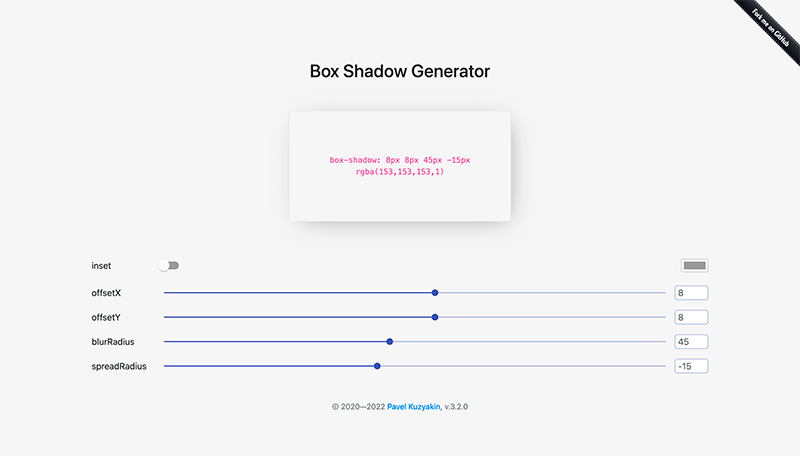 Fork me on GitHub
Box Shadow Generator
box-shadow: 8px 8px 45px -15px
rgba(153,153,153,1)
inset
offsetX 8
offsetY 8
blurRadius 45
spreadRadius -15
© 2020—2022 Pavel Kuzyakin, v.3.2.0